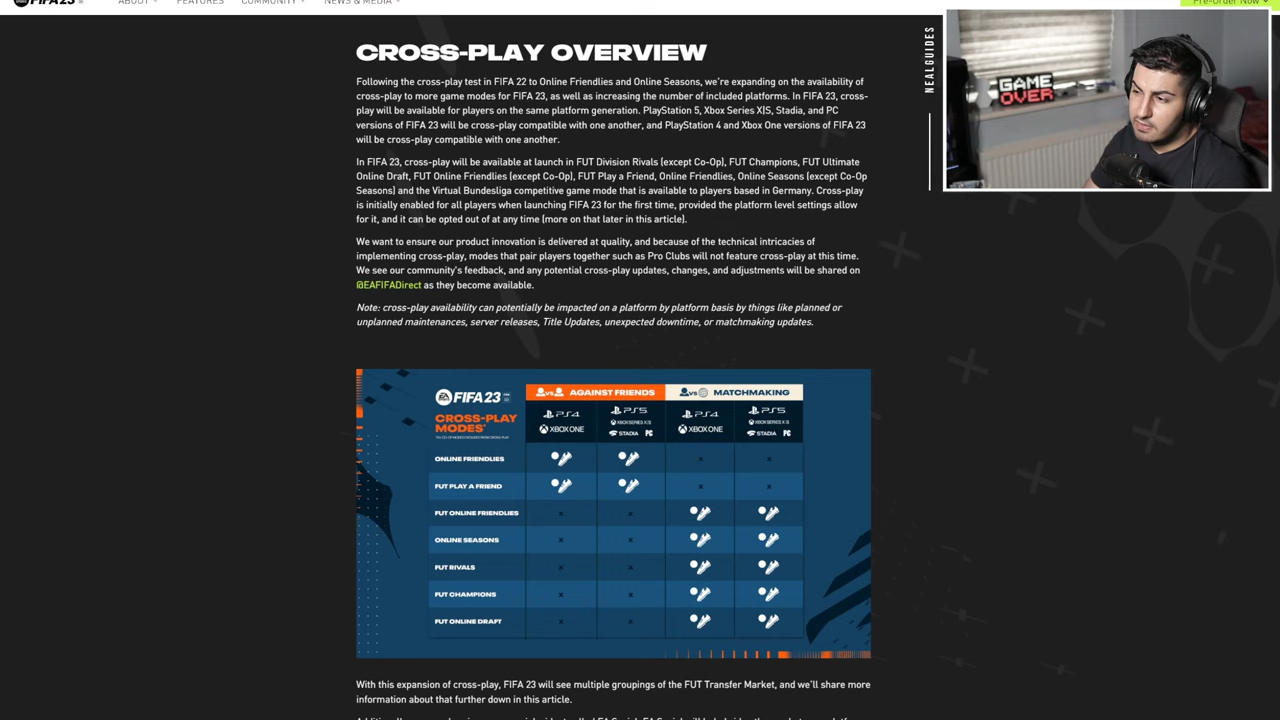 FIFA 23
ABOUT
FEATURES
COMMUNITY
NEWS & MEDIA
Pre-Order Now
NEALGUIDES
GAME
OVER
CROSS-PLAY OVERVIEW
Following the cross-play test in FIFA 22 to Online Friendlies and Online Seasons, we're expanding on the availability of
cross-play to more game modes for FIFA 23, as well as increasing the number of included platforms. In FIFA 23, cross-
play will be available for players on the same platform generation. PlayStation 5, Xbox Series X|S, Stadia, and PC
versions of FIFA 23 will be cross-play compatible with one another, and PlayStation 4 and Xbox One versions of FIFA 23
will be cross-play compatible with one another.
In FIFA 23, cross-play will be available at launch in FUT Division Rivals (except Co-Op), FUT Champions, FUT Ultimate
Online Draft, FUT Online Friendlies (except Co-Op), FUT Play a Friend, Online Friendlies, Online Seasons (except Co-Op
Seasons) and the Virtual Bundesliga competitive game mode that is available to players based in Germany. Cross-play
is initially enabled for all players when launching FIFA 23 for the first time, provided the platform level settings allow
for it, and it can be opted out of at any time (more on that later in this article).
We want to ensure our product innovation is delivered at quality, and because of the technical intricacies of
implementing cross-play, modes that pair players together such as Pro Clubs will not feature cross-play at this time.
We see our community's feedback, and any potential cross-play updates, changes, and adjustments will be shared on
@EAFIFADirect as they become available.
Note: cross-play availability can potentially be impacted on a platform by platform basis by things like planned or
unplanned maintenances, server releases, Title Updates, unexpected downtime, or matchmaking updates.
EA SPORTS FIFA 23
CROSS-PLAY
MODES*
VS AGAINST FRIENDS
VS MATCHMAKING
PS4
XBOX ONE
PS5
XBOX SERIES X|S
STADIA PC
PS4
XBOX ONE
PS5
XBOX SERIES X|S
STADIA PC
ONLINE FRIENDLIES
FUT PLAY A FRIEND
FUT ONLINE FRIENDLIES
ONLINE SEASONS
FUT RIVALS
FUT CHAMPIONS
FUT ONLINE DRAFT
With this expansion of cross-play, FIFA 23 will see multiple groupings of the FUT Transfer Market, and we'll share more
information about that further down in this article.